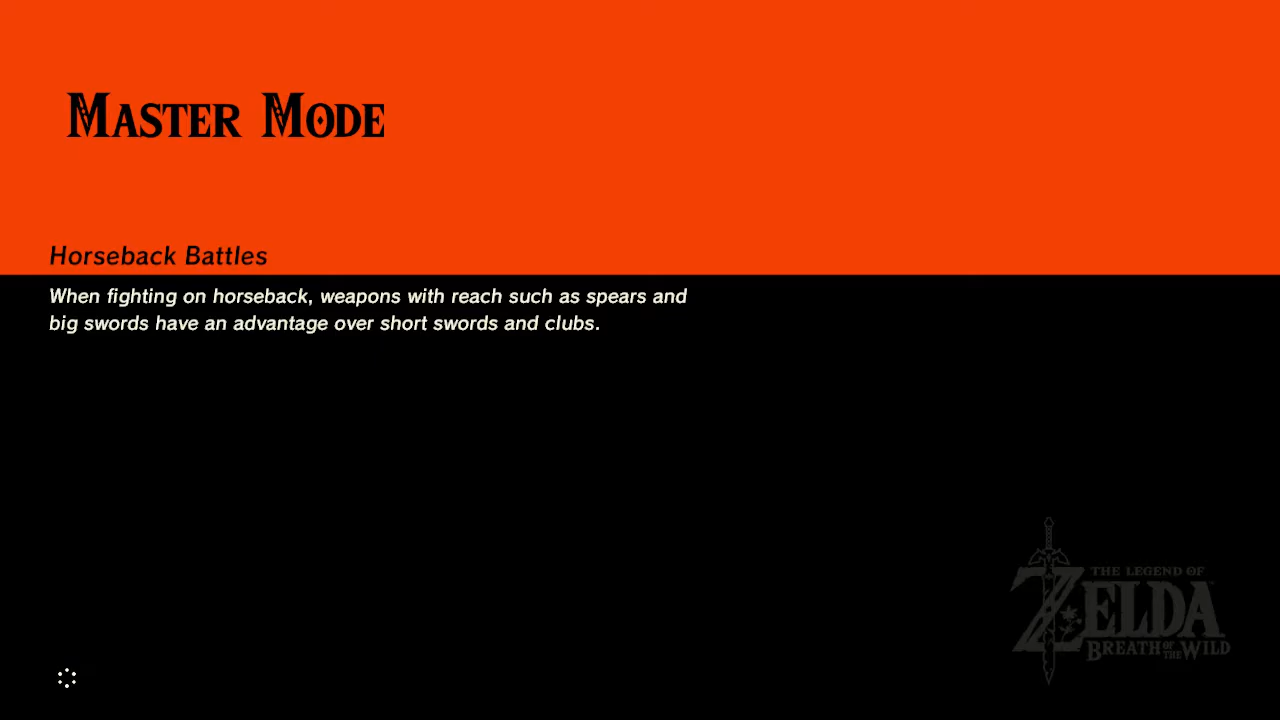 Master Mode
Horseback Battles
When fighting on horseback, weapons with reach such as spears and
big swords have an advantage over short swords and clubs.
THE LEGEND OF
ZELDA
BREATH OF THE WILD